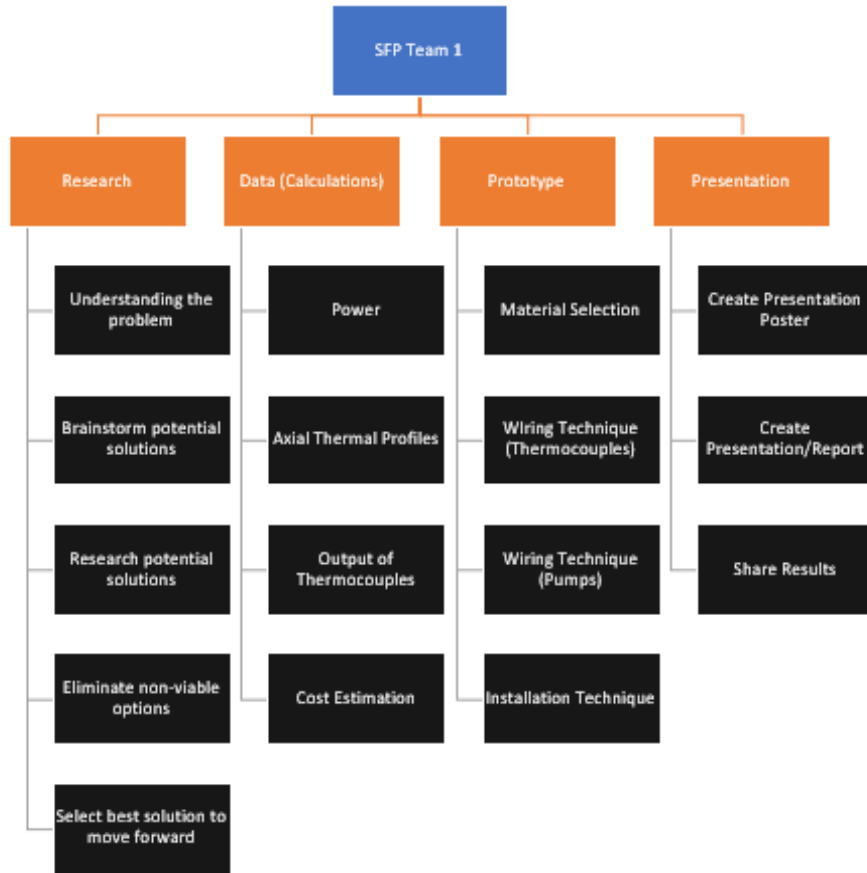 SFP Team 1
Research
Data (Calculations)
Prototype
Presentation
Understanding the
problem
Brainstorm potential
solutions
Research potential
solutions
Eliminate non-viable
options
Select best solution to
move forward
Power
Axial Thermal Profiles
Output of
Thermocouples
Cost Estimation
Material Selection
WIring Technique
(Thermocouples)
Wiring Technique
(Pumps)
Installation Technique
Create Presentation
Poster
Create
Presentation/Report
Share Results